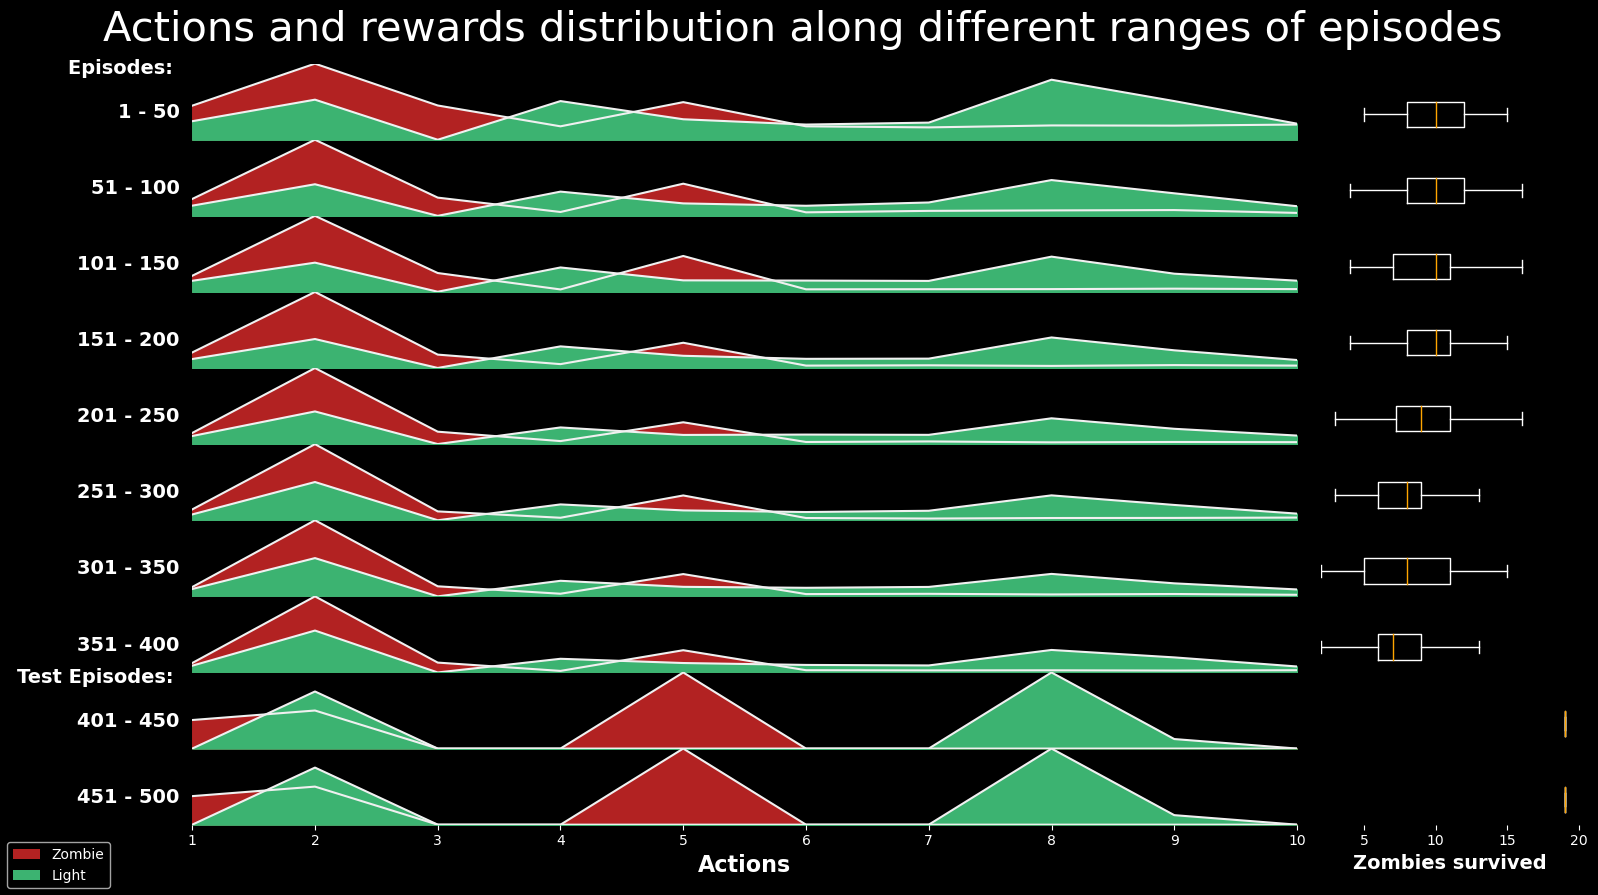 Actions and rewards distribution along different ranges of episodes
Episodes:
1 - 50
51 - 100
101 - 150
151 - 200
201 - 250
251 - 300
301 - 350
351 - 400
Test Episodes:
401 - 450
451 - 500
1 2 3 4 5 6 7 8 9 10
5 10 15 20
Actions
Zombies survived
Zombie
Light